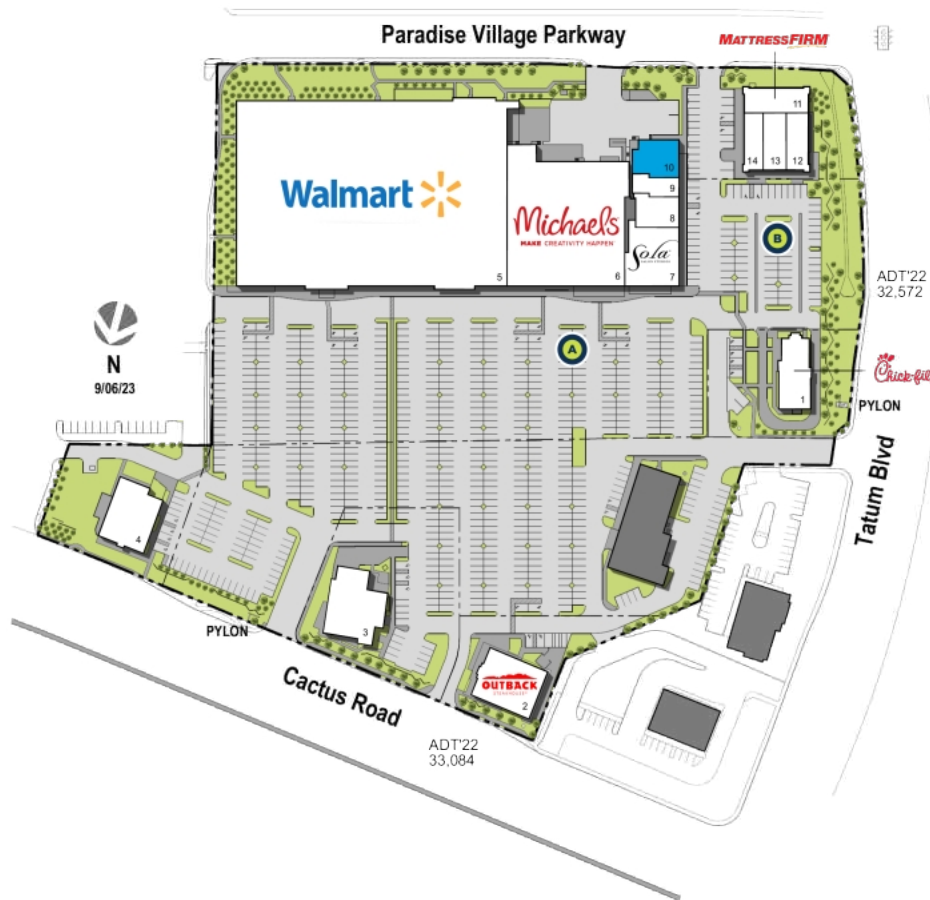 Paradise Village Parkway
MATTRESSFIRM
11
14
13
12
Walmart
10
9
8
Michaels
MAKE CREATIVITY HAPPEN
Sola
5
6
7
B
ADT'22
32,572
A
N
9/06/23
Chick-fil
1
PYLON
Tatum Blvd
4
PYLON
3
Cactus Road
OUTBACK
2
ADT'22
33,084